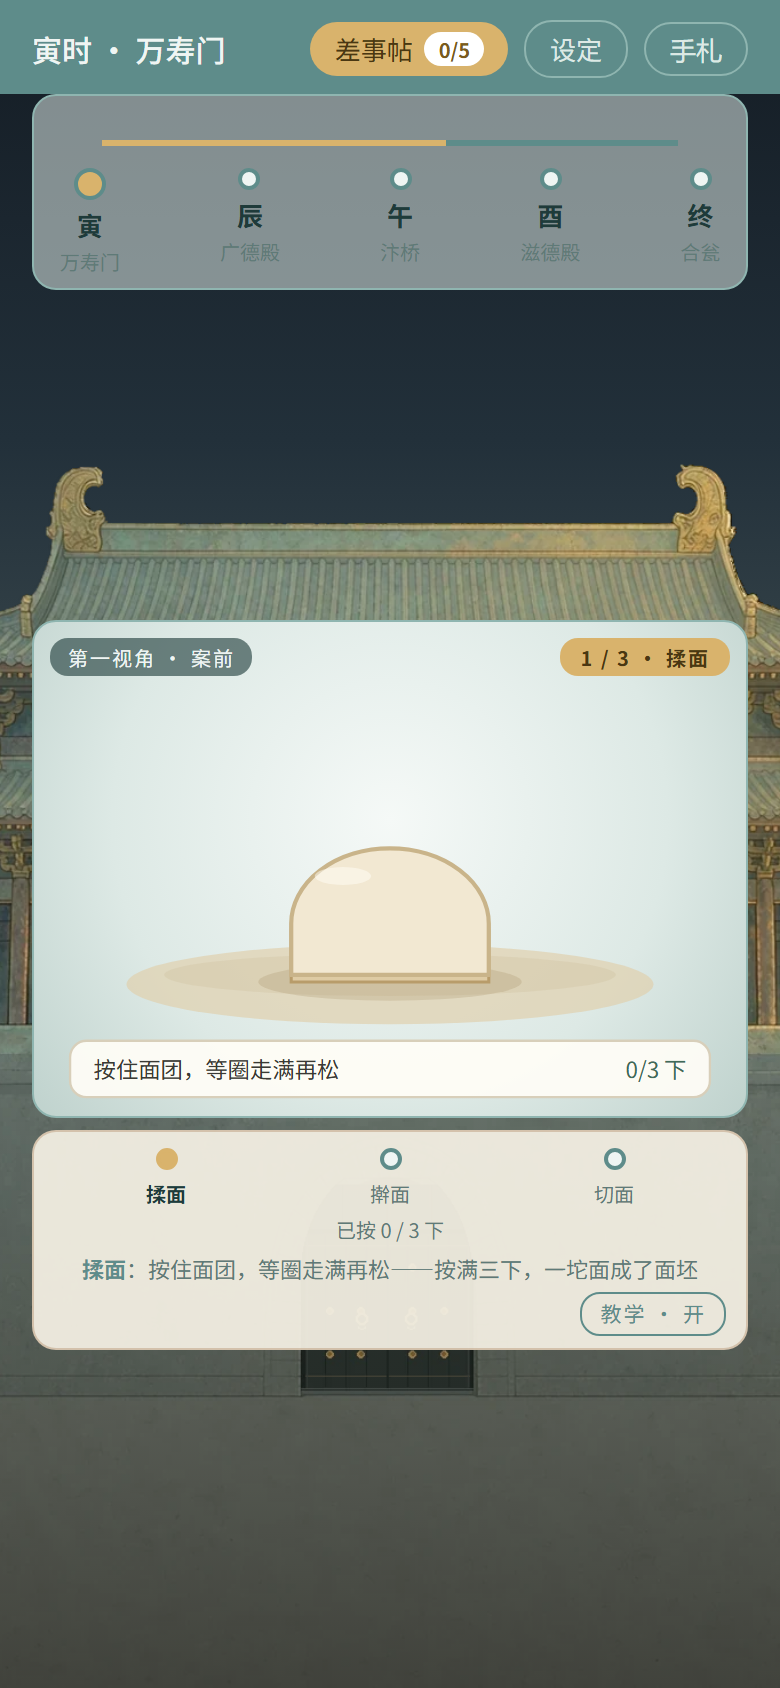 寅时 · 万寿门
差事帖 0/5
设定
手札
寅 辰 午 酉 终
万寿门 广德殿 汴桥 滋德殿 合瓮
第一视角 · 案前
1 / 3 · 揉面
按住面团，等圈走满再松
0/3 下
揉面 擀面 切面
已按 0 / 3 下
揉面：按住面团，等圈走满再松——按满三下，一坨面成了面坯
教学 · 开